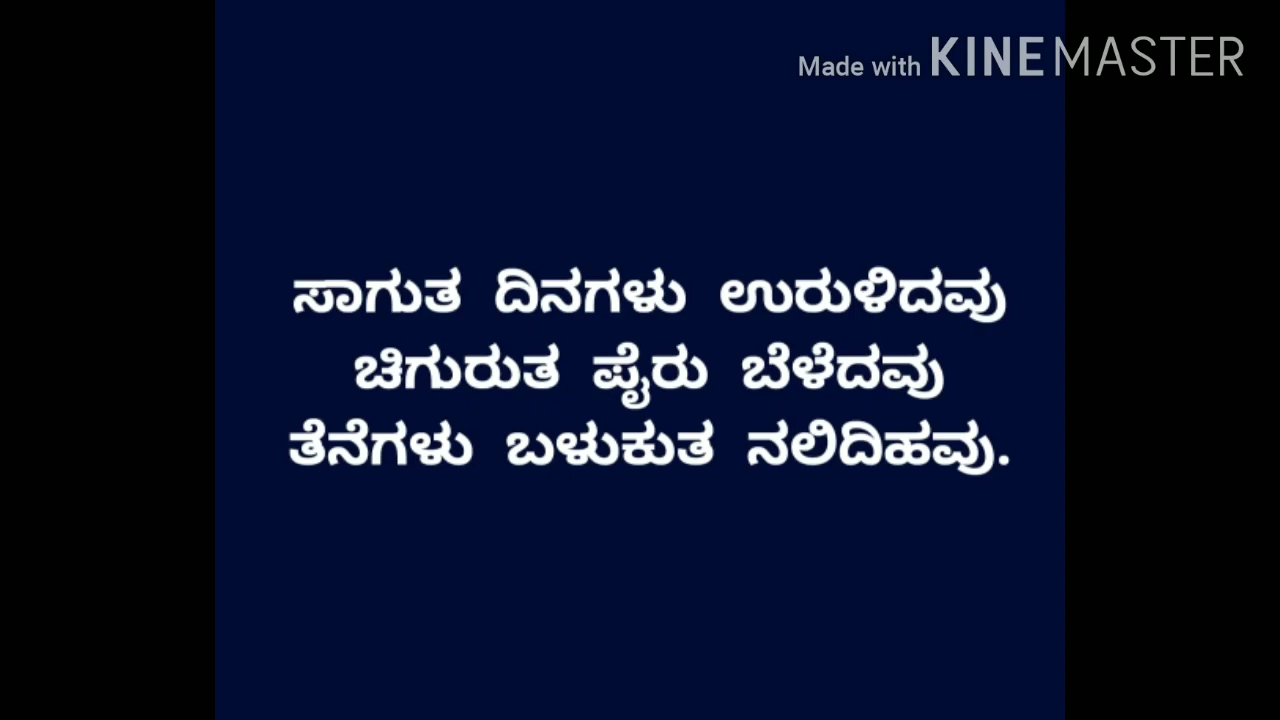 Made with KINEMASTER
ಸಾಗುತ ದಿನಗಳು ಉರುಳಿದವು
ಚಿಗುರುತ ಪೈರು ಬೆಳೆದವು
ತೆನೆಗಳು ಬಳುಕುತ ನಲಿದಿಹವು.